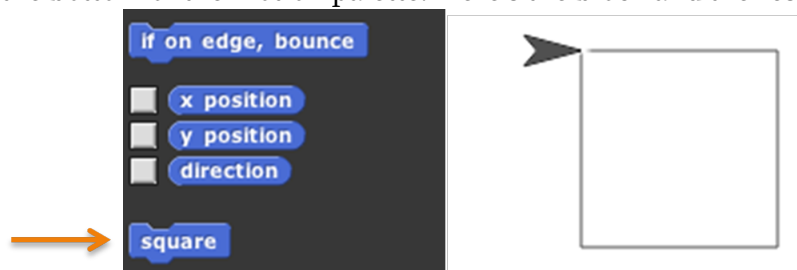 if on edge, bounce
x position
y position
direction
square